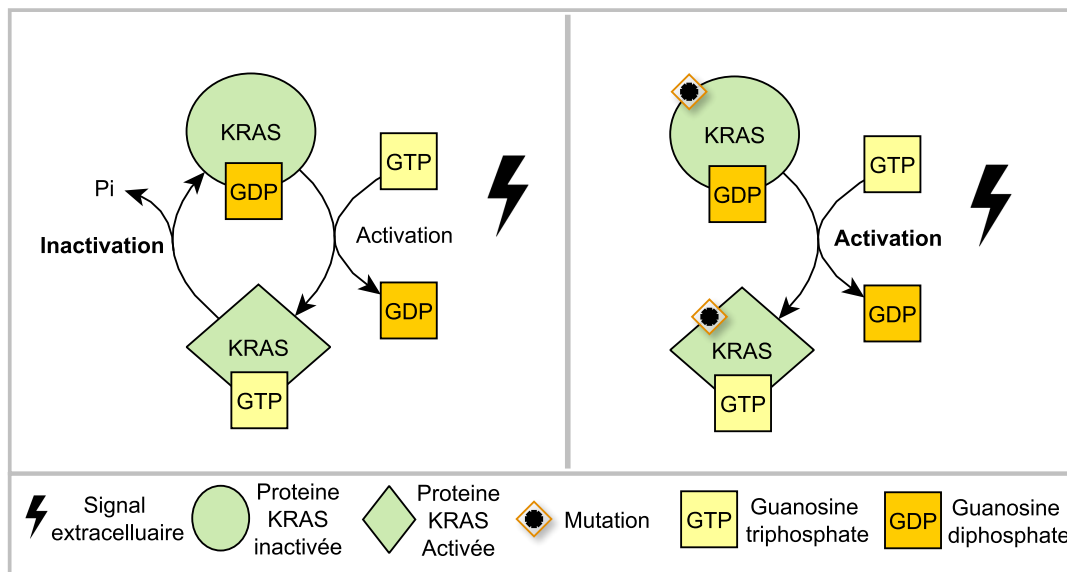 KRAS
GDP
GTP
Pi
Inactivation
Activation
GDP
KRAS
GTP
KRAS
GDP
GTP
Activation
GDP
KRAS
GTP
Signal
extracelluaire
Proteine
KRAS
inactivée
Proteine
KRAS
Activée
Mutation
GTP
Guanosine
triphosphate
GDP
Guanosine
diphosphate